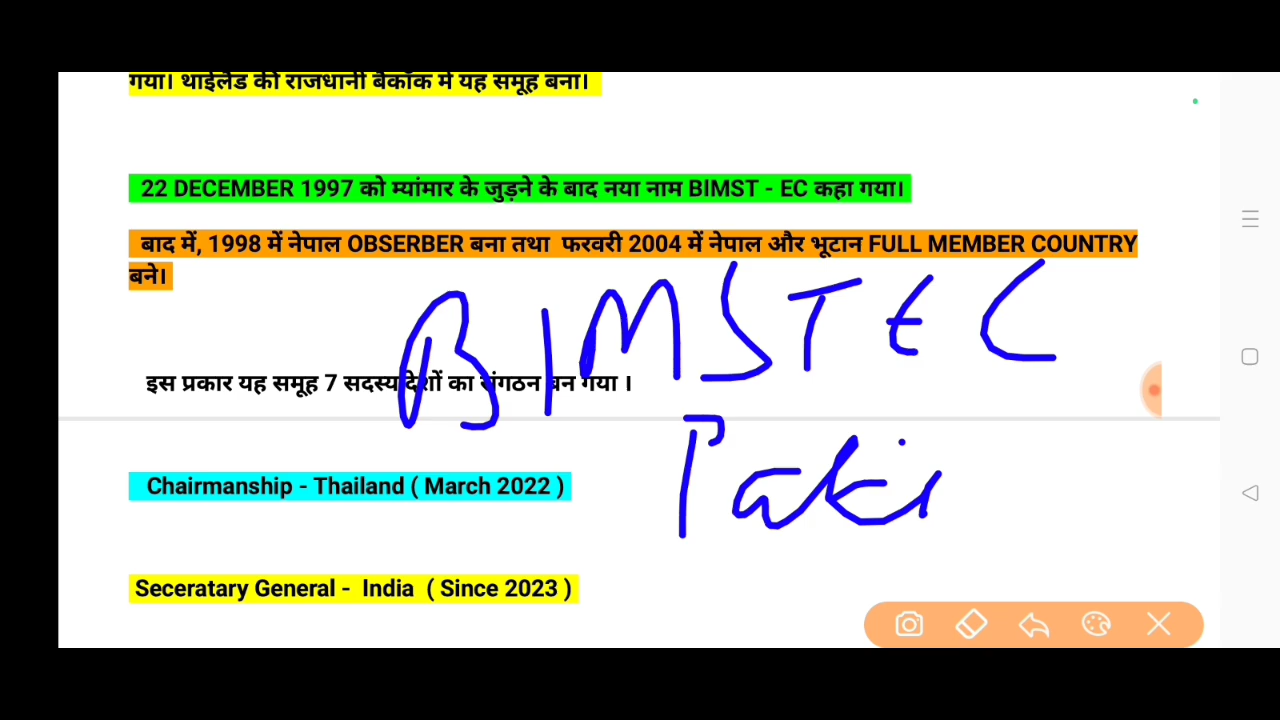 गया। थाईलैंड की राजधानी बैंकॉक में यह समूह बना।
22 DECEMBER 1997 को म्यांमार के जुड़ने के बाद नया नाम BIMST - EC कहा गया।
बाद में, 1998 में नेपाल OBSERBER बना तथा फरवरी 2004 में नेपाल और भूटान FULL MEMBER COUNTRY
बने।
BIMSTEC
इस प्रकार यह समूह 7 सदस्य देशों का संगठन बन गया ।
Paki
Chairmanship - Thailand ( March 2022 )
Seceratary General - India ( Since 2023 )